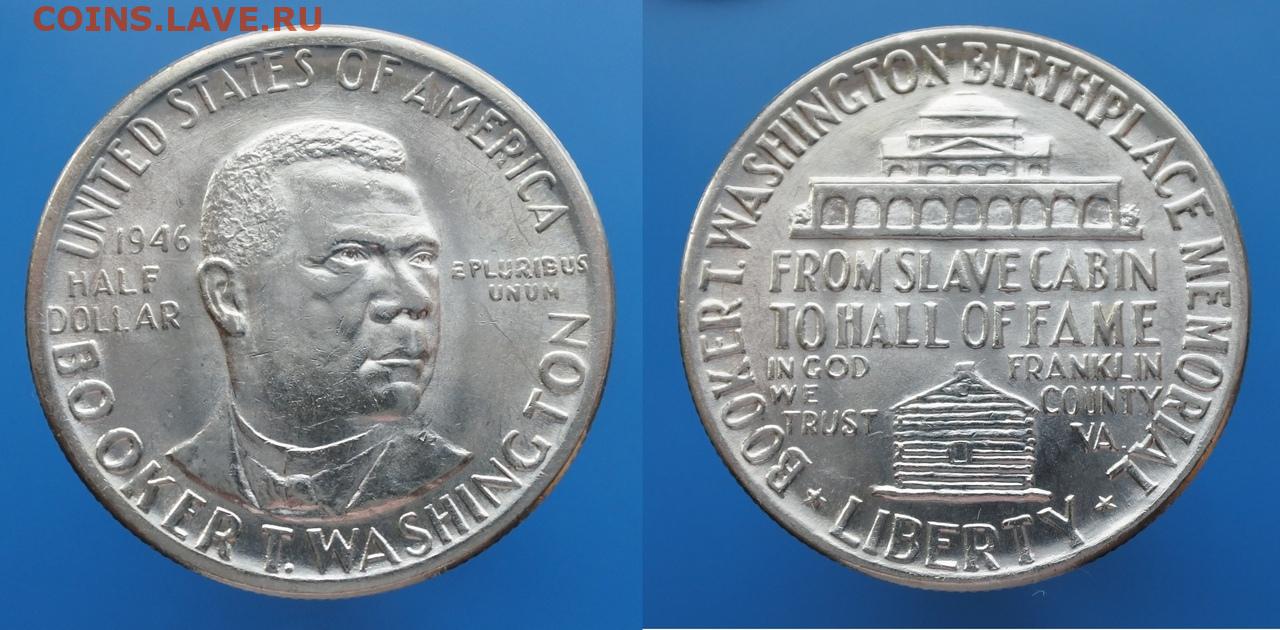 COINS.LAVE.RU
UNITED STATES OF AMERICA
1946
HALF
DOLLAR
E PLURIBUS
UNUM
BOOKER T. WASHINGTON
BOOKER T. WASHINGTON BIRTHPLACE MEMORIAL
FROM SLAVE CABIN
TO HALL OF FAME
IN GOD
WE
TRUST
FRANKLIN
COUNTY
VA.
LIBERTY